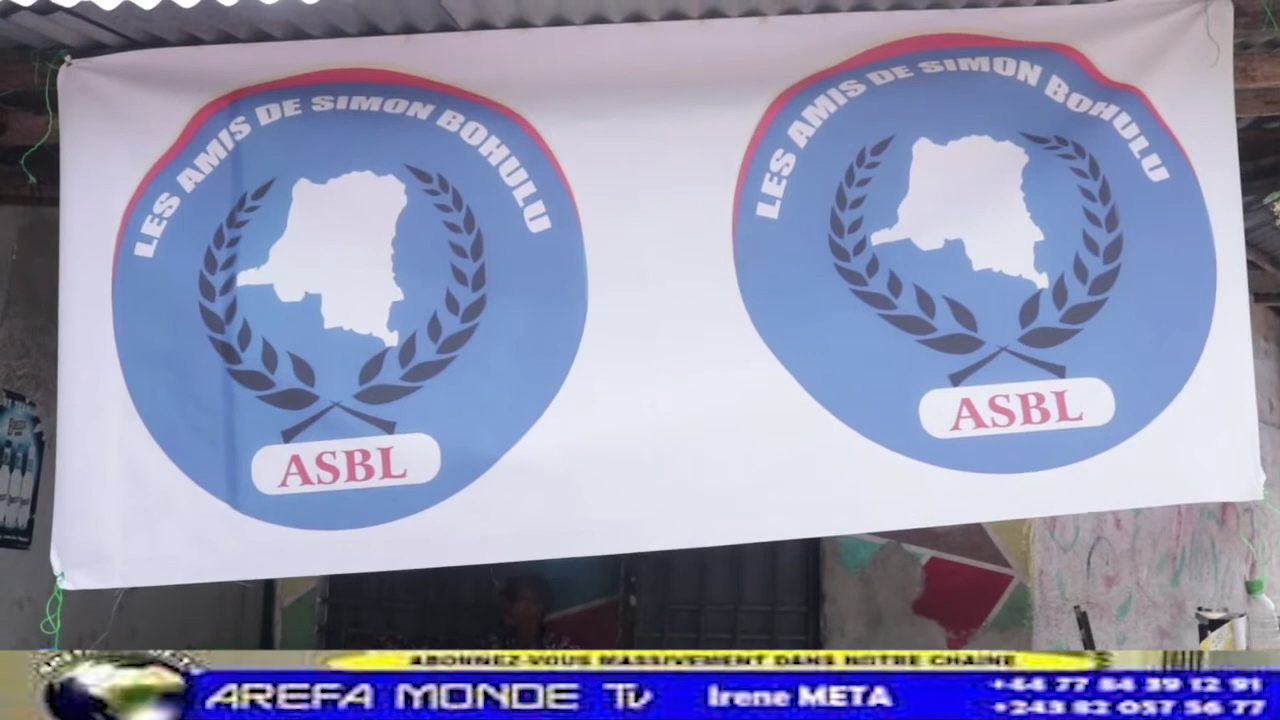 LES AMIS DE SIMON BOHULU
ASBL
LES AMIS DE SIMON BOHULU
ASBL
ABONNEZ-VOUS MASSIVEMENT DANS NOTRE CHAINE
AREFA MONDE Tv
Irene META
+44 77 84 39 12 91
+243 82 057 56 77